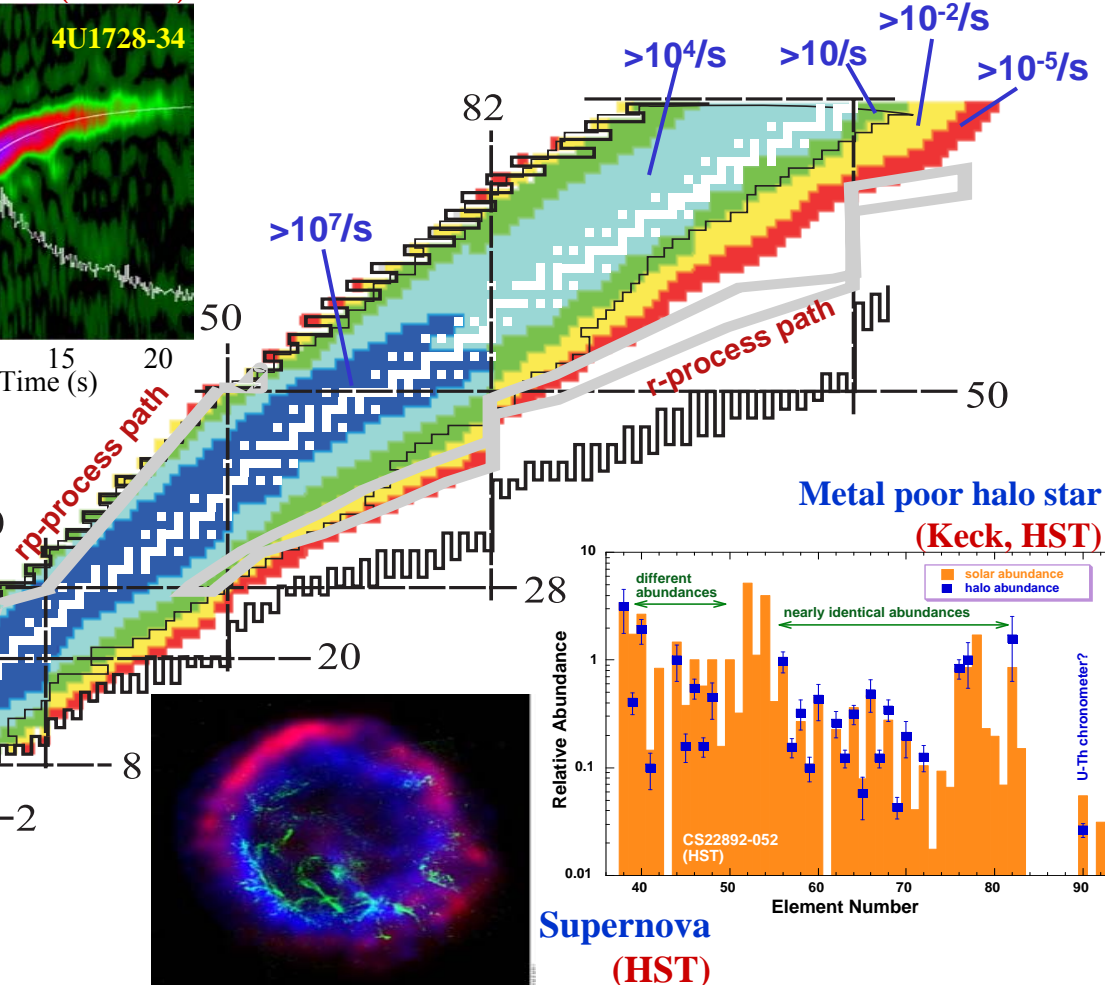 4U1728-34
>10⁴/s
>10/s
>10⁻²/s
>10⁻⁵/s
82
>10⁷/s
50
15
20
Time (s)
rp-process path
r-process path
50
28
20
8
2
Metal poor halo star
(Keck, HST)
10
1
0.1
0.01
Relative Abundance
different
abundances
solar abundance
halo abundance
nearly identical abundances
U-Th chronometer?
CS22892-052
(HST)
40
50
60
70
80
90
Element Number
Supernova
(HST)